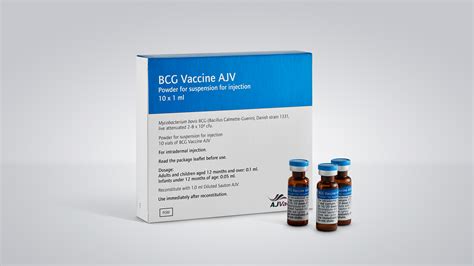 BCG Vaccine AJV
Powder for suspension for injection
10 x 1 ml
Mycobacterium bovis BCG (Bacillus Calmette-Guerin), Danish strain 1331,
live attenuated 2-8 x 10⁶ cfu.
Powder for suspension for injection
10 vials of BCG Vaccine AJV
For intradermal injection.
Read the package leaflet before use.
Dosage:
Adults and children aged 12 months and over: 0.1 ml.
Infants under 12 months of age: 0.05 ml.
Reconstitute with 1.0 ml Diluted Sauton AJV
Use immediately after reconstitution.
AJVac